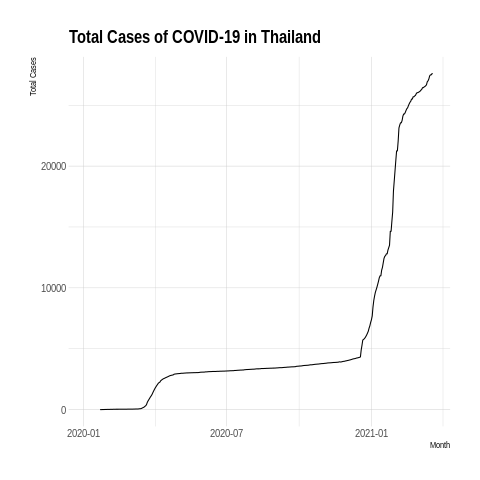 Total Cases of COVID-19 in Thailand
Total Cases
20000
10000
0
2020-01 2020-07 2021-01
Month